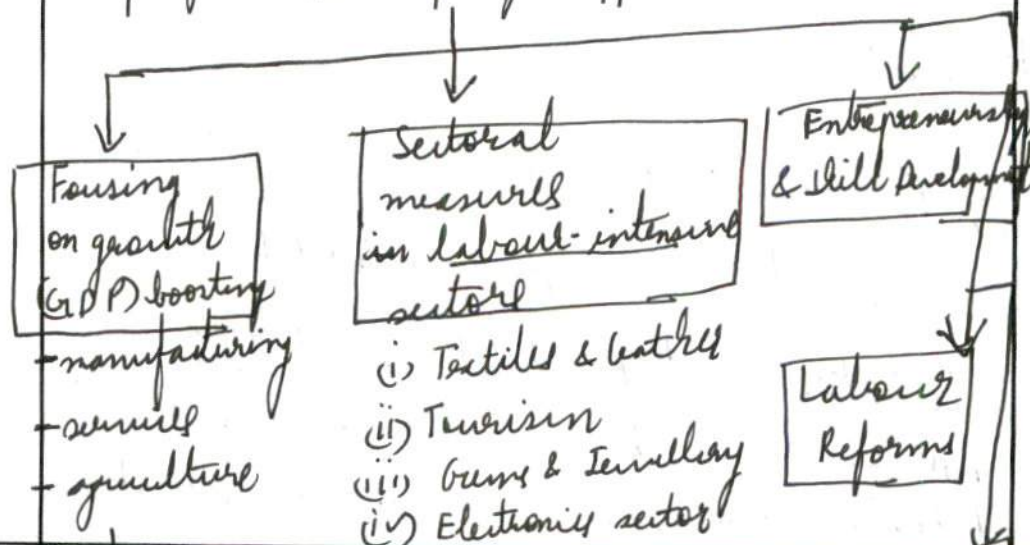 Focusing
on growth
(GDP) boosting
- manufacturing
- services
- agriculture
Sectoral
measures
in labour-intensive
sectors
(i) Textiles & leather
(ii) Tourism
(iii) Gems & Jewellery
(iv) Electronics sector
Entrepreneurship
& Skill Development
Labour
Reforms